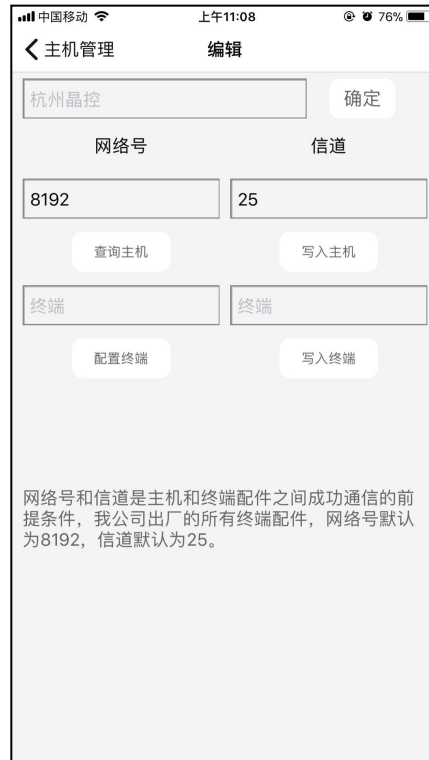 中国移动 上午11:08 76%
主机管理 编辑
杭州晶控 确定
网络号 信道
8192 25
查询主机 写入主机
终端 终端
配置终端 写入终端
网络号和信道是主机和终端配件之间成功通信的前
提条件，我公司出厂的所有终端配件，网络号默认
为8192，信道默认为25。